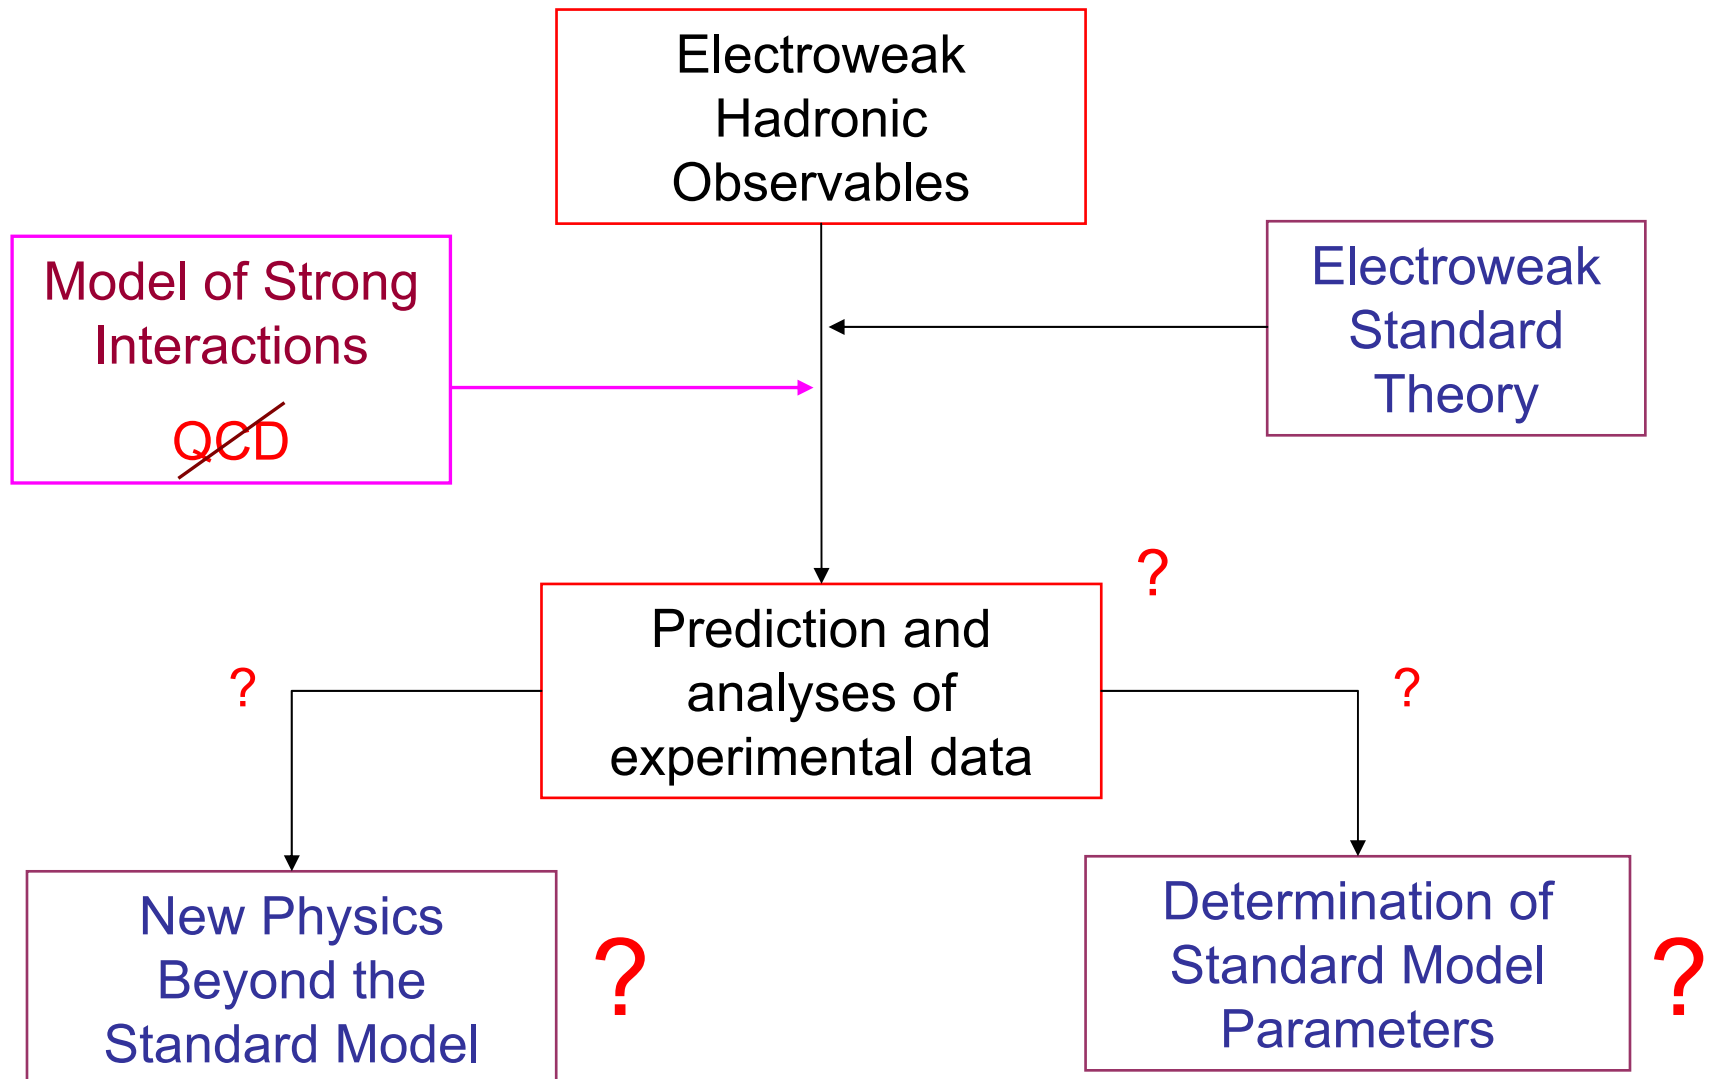 Electroweak
Hadronic
Observables
Model of Strong
Interactions
QCD
Electroweak
Standard
Theory
?
Prediction and
analyses of
experimental data
?
?
New Physics
Beyond the
Standard Model
?
Determination of
Standard Model
Parameters
?